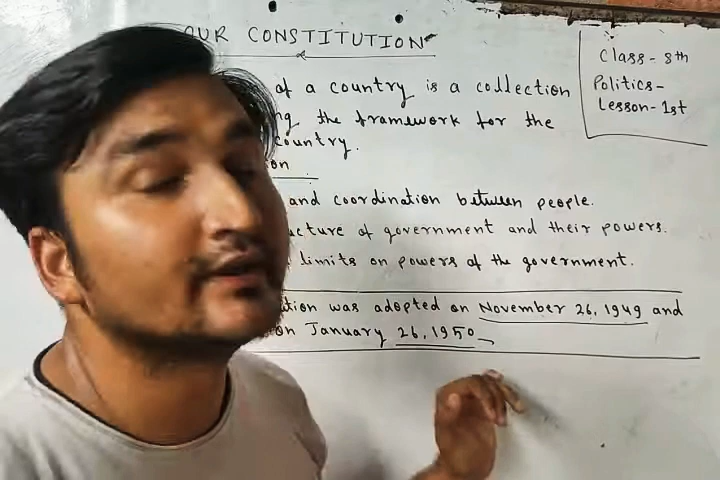 OUR CONSTITUTION
Class - 8th
Politics -
Lesson - 1st
of a country is a collection
the framework for the
country.
and coordination between people.
of government and their powers.
limits on powers of the government.
was adopted on November 26, 1949 and
on January 26, 1950